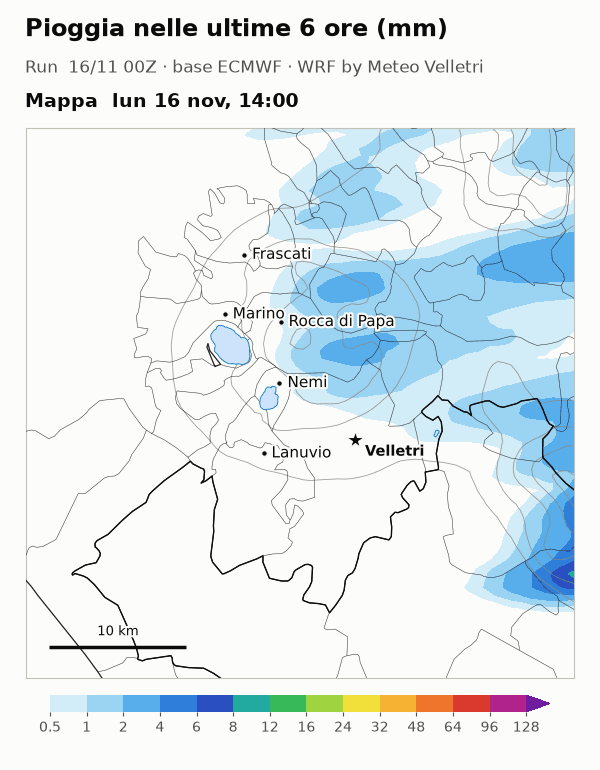 Pioggia nelle ultime 6 ore (mm)
Run  16/11 00Z · base ECMWF · WRF by Meteo Velletri
Mappa  lun 16 nov, 14:00
Frascati
Marino
Rocca di Papa
Nemi
Velletri
Lanuvio
10 km
0.5 1 2 4 6 8 12 16 24 32 48 64 96 128